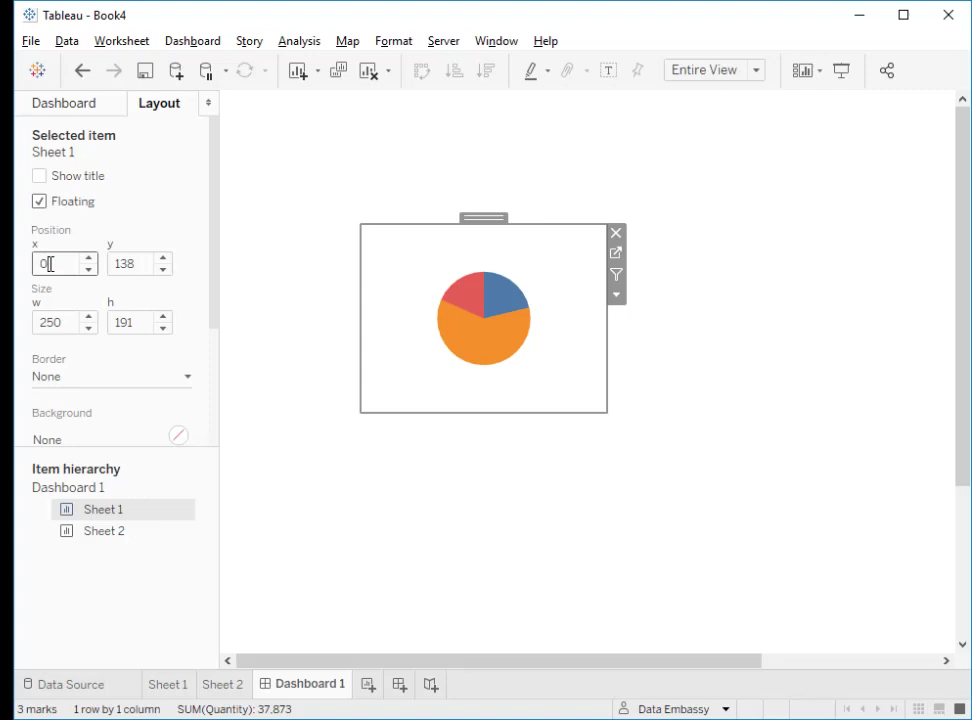 Tableau - Book4
File Data Worksheet Dashboard Story Analysis Map Format Server Window Help
Entire View
Dashboard Layout
Selected item
Sheet 1
Show title
Floating
Position
x y
0 138
Size
w h
250 191
Border
None
Background
None
Item hierarchy
Dashboard 1
Sheet 1
Sheet 2
Data Source Sheet 1 Sheet 2 Dashboard 1
3 marks 1 row by 1 column SUM(Quantity): 37,873 Data Embassy